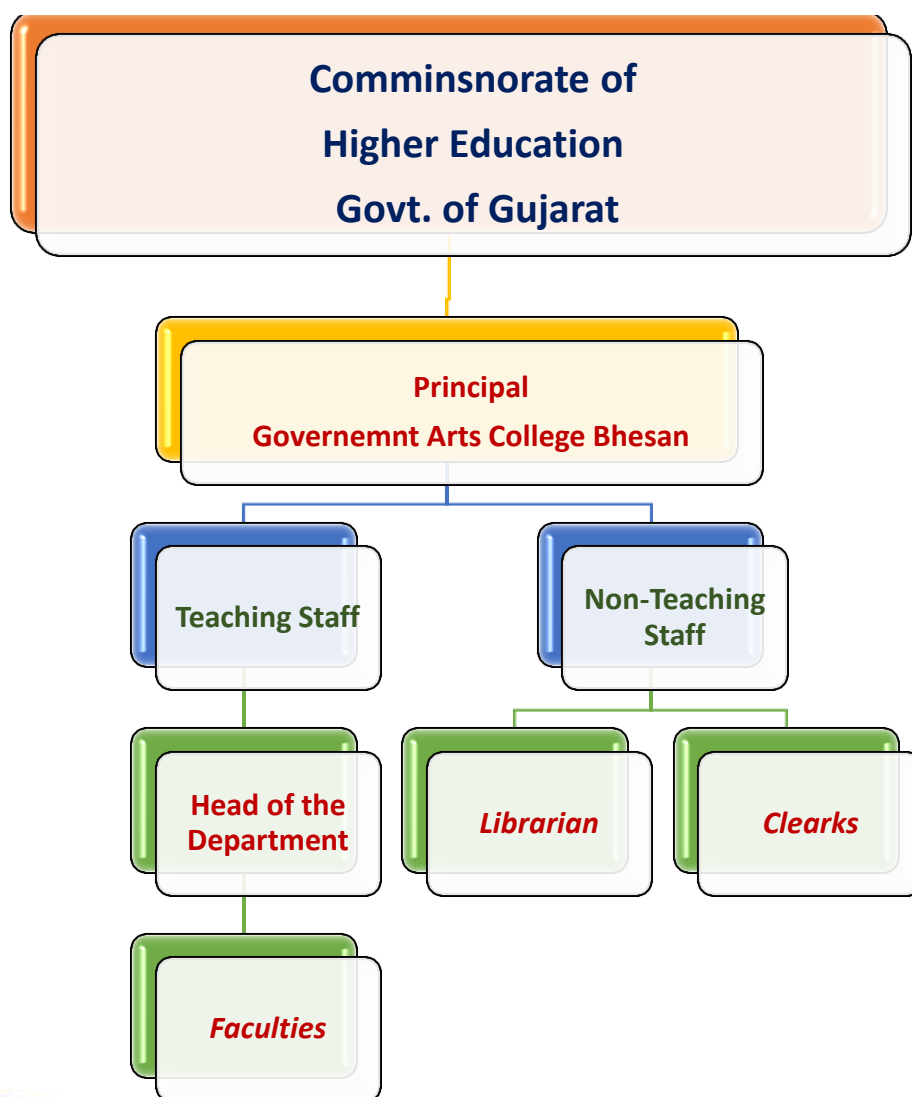 Comminsnorate of
Higher Education
Govt. of Gujarat
Principal
Governemnt Arts College Bhesan
Teaching Staff
Non-Teaching
Staff
Head of the
Department
Librarian
Clearks
Faculties